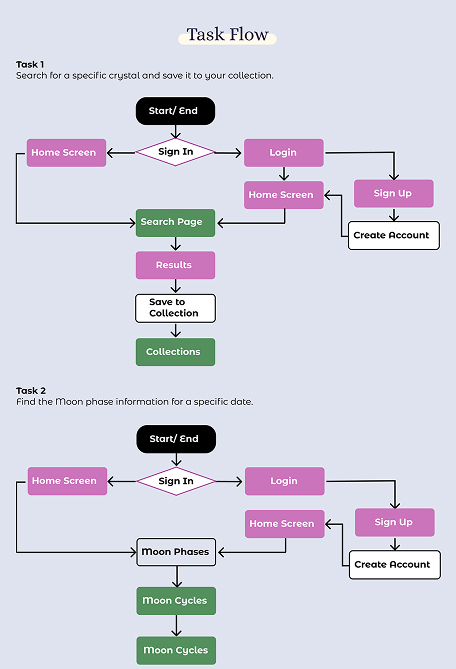 Task Flow
Task 1
Search for a specific crystal and save it to your collection.
Start/ End
Home Screen
Sign In
Login
Home Screen
Sign Up
Search Page
Create Account
Results
Save to
Collection
Collections
Task 2
Find the Moon phase information for a specific date.
Start/ End
Home Screen
Sign In
Login
Home Screen
Sign Up
Moon Phases
Create Account
Moon Cycles
Moon Cycles